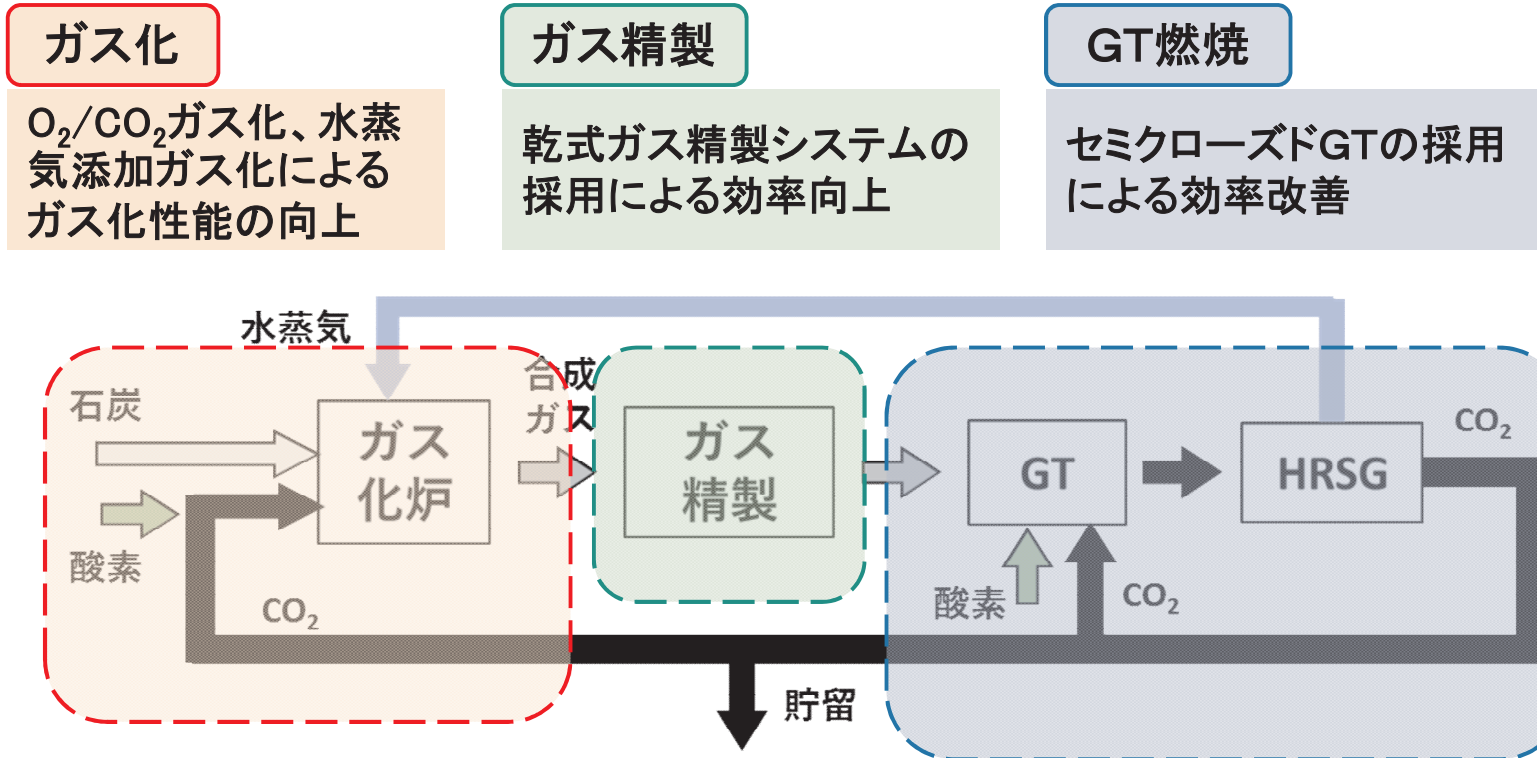 ガス化
O₂/CO₂ガス化、水蒸
気添加ガス化による
ガス化性能の向上
ガス精製
乾式ガス精製システムの
採用による効率向上
GT燃焼
セミクローズドGTの採用
による効率改善
水蒸気
石炭
酸素
ガス
化炉
CO₂
合成
ガス
ガス
精製
GT
HRSG
CO₂
酸素
CO₂
貯留